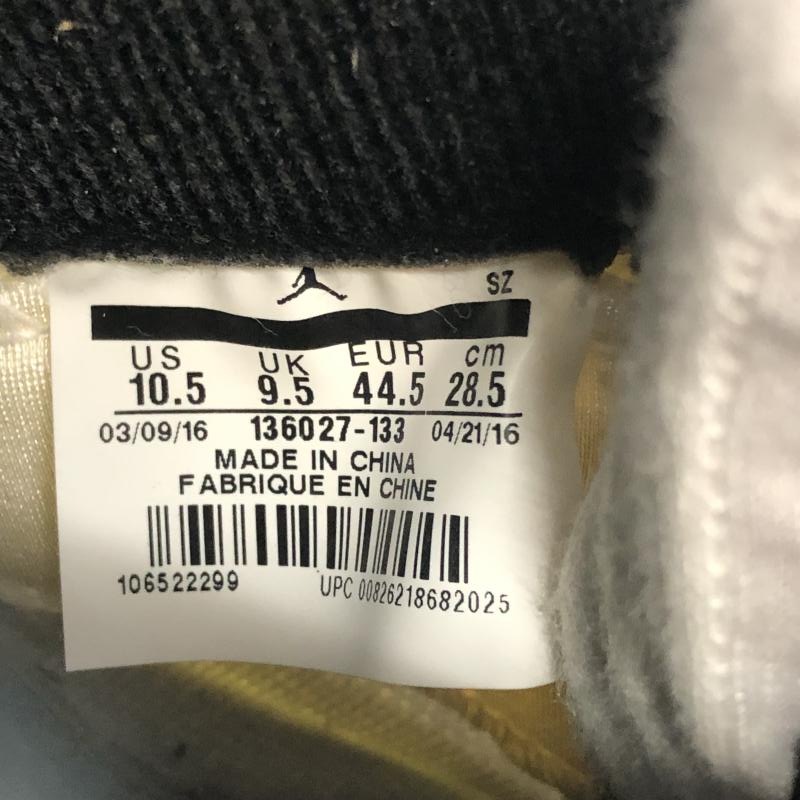 SZ
US UK EUR cm
10.5 9.5 44.5 28.5
03/09/16 136027-133 04/21/16
MADE IN CHINA
FABRIQUE EN CHINE
106522299 UPC 00826218682025